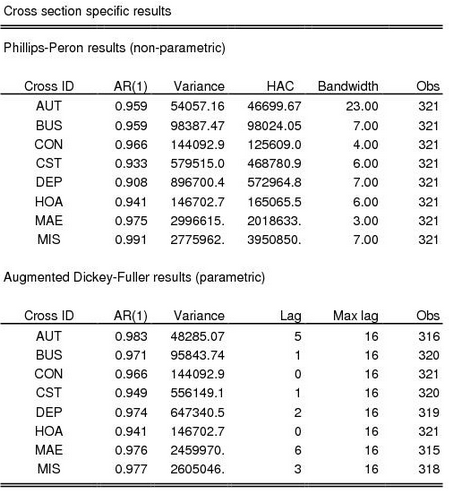 Cross section specific results
Phillips-Peron results (non-parametric)
Cross ID AR(1) Variance HAC Bandwidth Obs
AUT 0.959 54057.16 46699.67 23.00 321
BUS 0.959 98387.47 98024.05 7.00 321
CON 0.966 144092.9 125609.0 4.00 321
CST 0.933 579515.0 468780.9 6.00 321
DEP 0.908 896700.4 572964.8 7.00 321
HOA 0.941 146702.7 165065.5 6.00 321
MAE 0.975 2996615. 2018633. 3.00 321
MIS 0.991 2775962. 3950850. 7.00 321
Augmented Dickey-Fuller results (parametric)
Cross ID AR(1) Variance Lag Max lag Obs
AUT 0.983 48285.07 5 16 316
BUS 0.971 95843.74 1 16 320
CON 0.966 144092.9 0 16 321
CST 0.949 556149.1 1 16 320
DEP 0.974 647340.5 2 16 319
HOA 0.941 146702.7 0 16 321
MAE 0.976 2459970. 6 16 315
MIS 0.977 2605046. 3 16 318